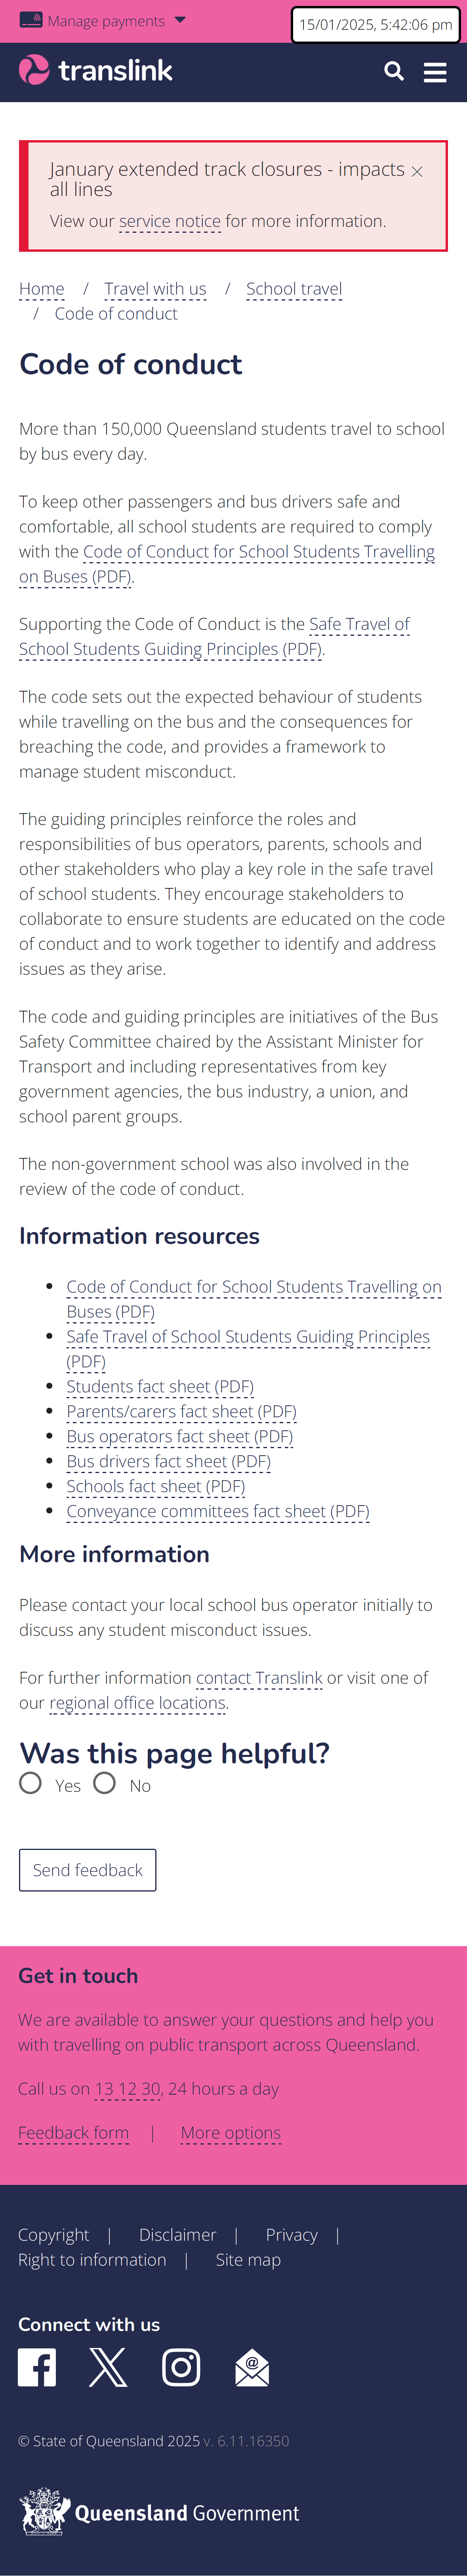 Manage payments
15/01/2025, 5:42:06 pm
translink
January extended track closures - impacts
all lines
View our service notice for more information.
Home / Travel with us / School travel
/ Code of conduct
Code of conduct
More than 150,000 Queensland students travel to school
by bus every day.
To keep other passengers and bus drivers safe and
comfortable, all school students are required to comply
with the Code of Conduct for School Students Travelling
on Buses (PDF).
Supporting the Code of Conduct is the Safe Travel of
School Students Guiding Principles (PDF).
The code sets out the expected behaviour of students
while travelling on the bus and the consequences for
breaching the code, and provides a framework to
manage student misconduct.
The guiding principles reinforce the roles and
responsibilities of bus operators, parents, schools and
other stakeholders who play a key role in the safe travel
of school students. They encourage stakeholders to
collaborate to ensure students are educated on the code
of conduct and to work together to identify and address
issues as they arise.
The code and guiding principles are initiatives of the Bus
Safety Committee chaired by the Assistant Minister for
Transport and including representatives from key
government agencies, the bus industry, a union, and
school parent groups.
The non-government school was also involved in the
review of the code of conduct.
Information resources
• Code of Conduct for School Students Travelling on
Buses (PDF)
• Safe Travel of School Students Guiding Principles
(PDF)
• Students fact sheet (PDF)
• Parents/carers fact sheet (PDF)
• Bus operators fact sheet (PDF)
• Bus drivers fact sheet (PDF)
• Schools fact sheet (PDF)
• Conveyance committees fact sheet (PDF)
More information
Please contact your local school bus operator initially to
discuss any student misconduct issues.
For further information contact Translink or visit one of
our regional office locations.
Was this page helpful?
Yes No
Send feedback
Get in touch
We are available to answer your questions and help you
with travelling on public transport across Queensland.
Call us on 13 12 30, 24 hours a day
Feedback form | More options
Copyright | Disclaimer | Privacy |
Right to information | Site map
Connect with us
© State of Queensland 2025 v. 6.11.16350
Queensland Government